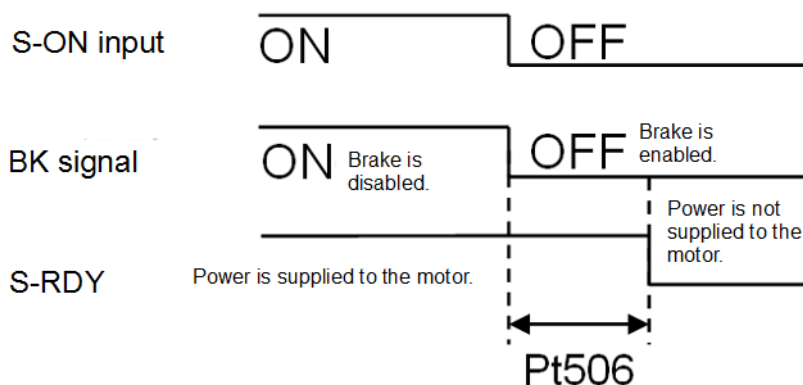 S-ON input
ON
OFF
BK signal
ON
Brake is
disabled.
OFF
Brake is
enabled.
S-RDY
Power is supplied to the motor.
Power is not
supplied to the
motor.
Pt506